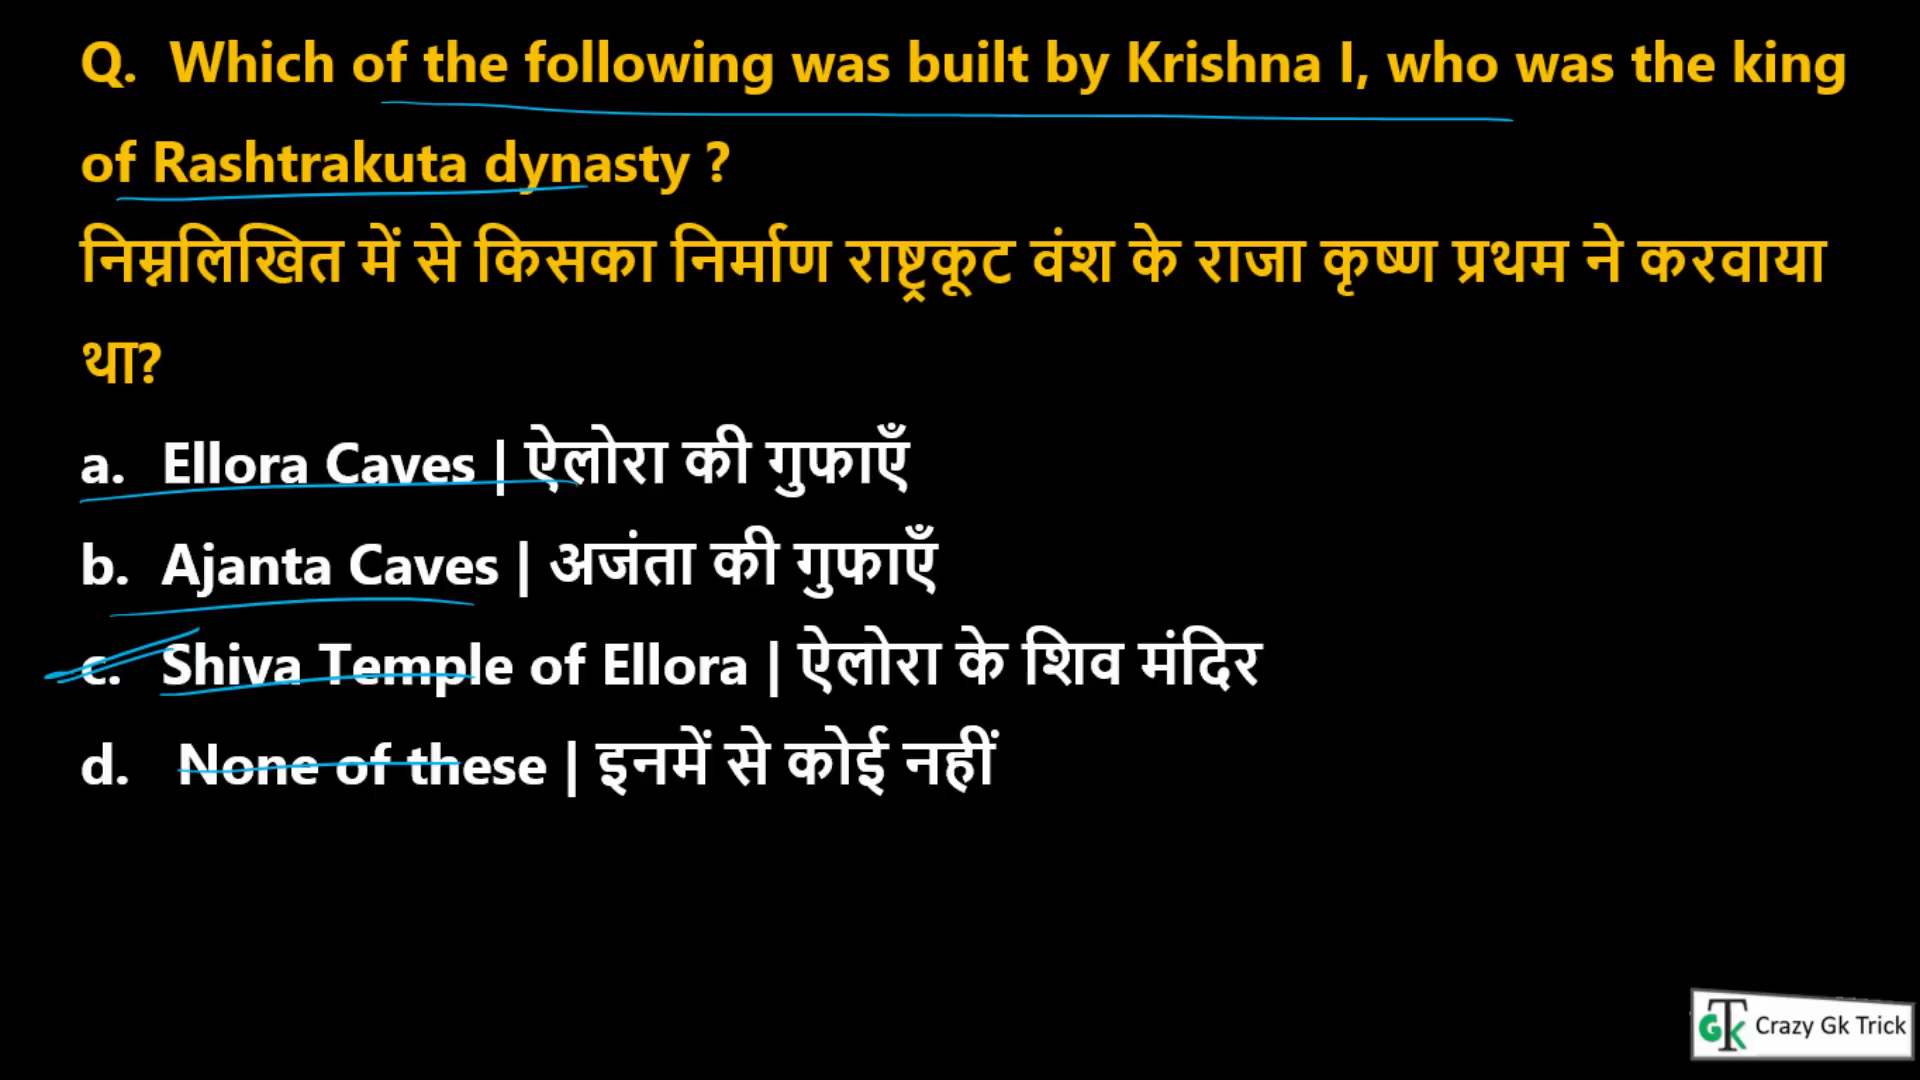 Q. Which of the following was built by Krishna I, who was the king
of Rashtrakuta dynasty ?
निम्नलिखित में से किसका निर्माण राष्ट्रकूट वंश के राजा कृष्ण प्रथम ने करवाया
था?
a. Ellora Caves | ऐलोरा की गुफाएँ
b. Ajanta Caves | अजंता की गुफाएँ
c. Shiva Temple of Ellora | ऐलोरा के शिव मंदिर
d. None of these | इनमें से कोई नहीं
GTK Crazy Gk Trick